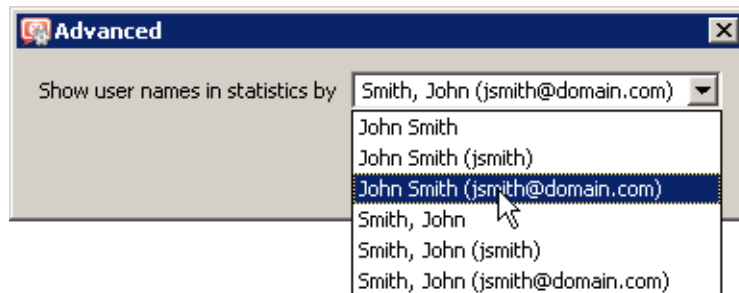 Advanced
Show user names in statistics by Smith, John (jsmith@domain.com)
John Smith
John Smith (jsmith)
John Smith (jsmith@domain.com)
Smith, John
Smith, John (jsmith)
Smith, John (jsmith@domain.com)